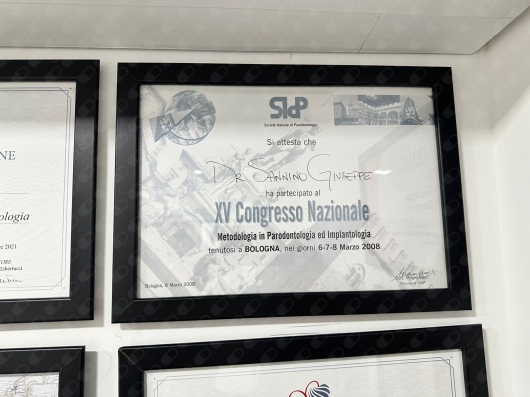 SIdP
Società Italiana di Parodontologia
Si attesta che
Dr. Sannino Giuseppe
ha partecipato al
XV Congresso Nazionale
Metodologia in Parodontologia ed Implantologia
tenutosi a BOLOGNA, nei giorni 6-7-8 Marzo 2008
Bologna, 8 Marzo 2008
NE
ologia
2021